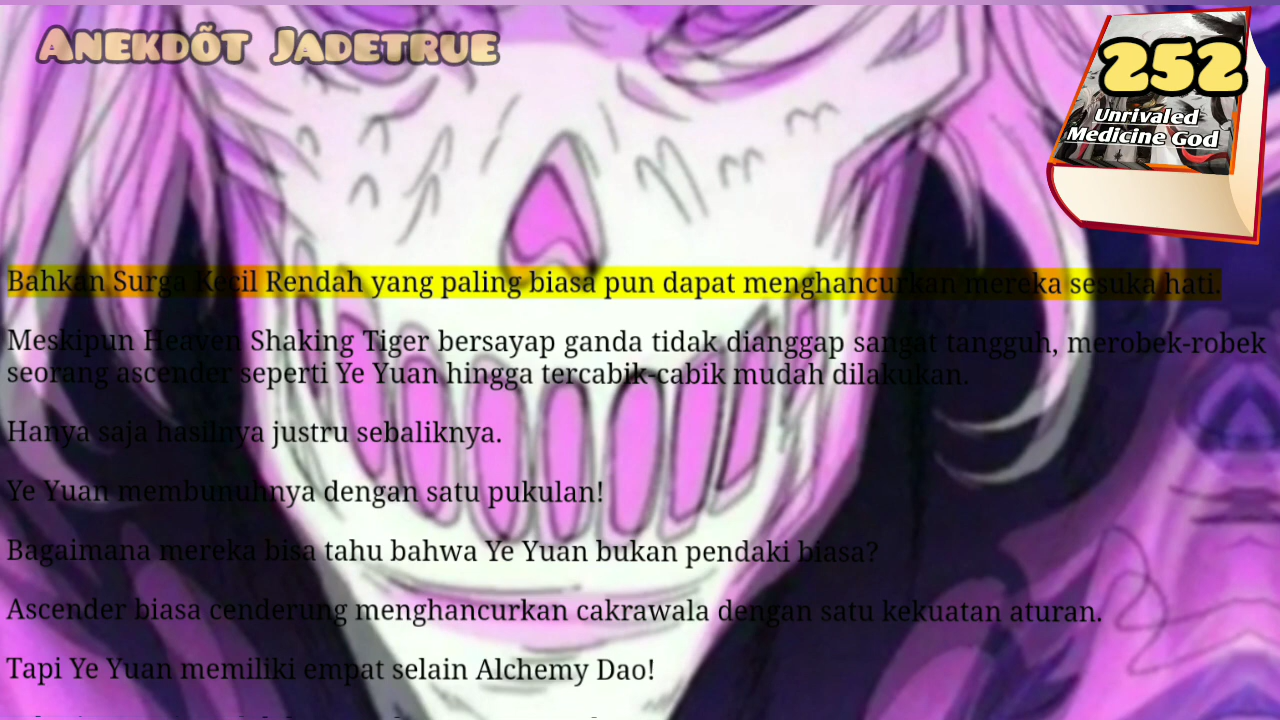 Anekdõt Jadetrue
252
Unrivaled
Medicine God
Bahkan Surga Kecil Rendah yang paling biasa pun dapat menghancurkan mereka sesuka hati.
Meskipun Heaven Shaking Tiger bersayap ganda tidak dianggap sangat tangguh, merobek-robek
seorang ascender seperti Ye Yuan hingga tercabik-cabik mudah dilakukan.
Hanya saja hasilnya justru sebaliknya.
Ye Yuan membunuhnya dengan satu pukulan!
Bagaimana mereka bisa tahu bahwa Ye Yuan bukan pendaki biasa?
Ascender biasa cenderung menghancurkan cakrawala dengan satu kekuatan aturan.
Tapi Ye Yuan memiliki empat selain Alchemy Dao!